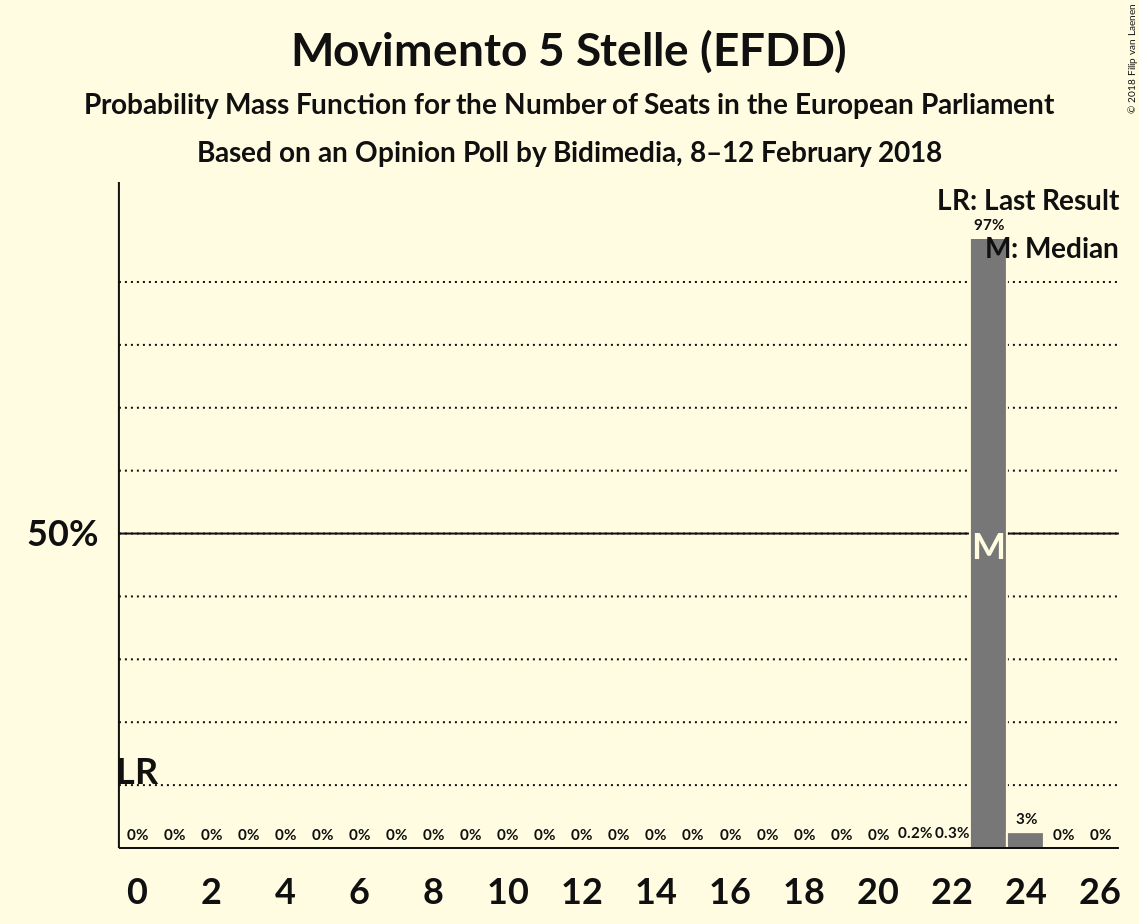 Movimento 5 Stelle (EFDD)
Probability Mass Function for the Number of Seats in the European Parliament
Based on an Opinion Poll by Bidimedia, 8–12 February 2018
© 2018 Filip van Laenen
LR: Last Result
97%
M: Median
50%
M
LR
3%
0% 0% 0% 0% 0% 0% 0% 0% 0% 0% 0% 0% 0% 0% 0% 0% 0% 0% 0% 0% 0% 0.2% 0.3% 0% 0%
0 2 4 6 8 10 12 14 16 18 20 22 24 26